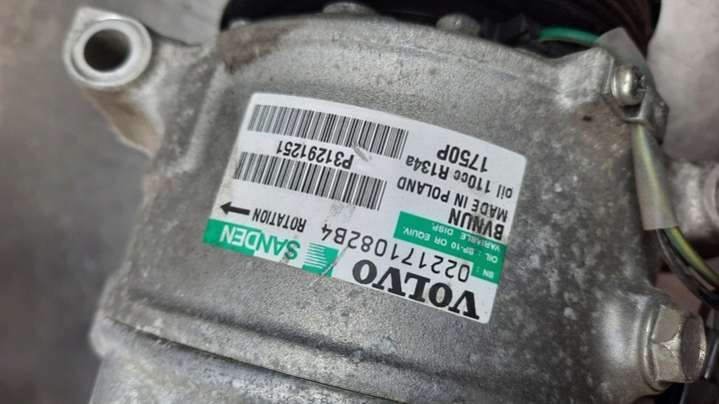 VOLVO
SN : 022171082B4
OIL : SP-10 OR EQUIV.
VARIABLE DISP.
SANDEN
BVNUN
MADE IN POLAND
ROTATION
oil 110cc R134a
1750P
P31291251